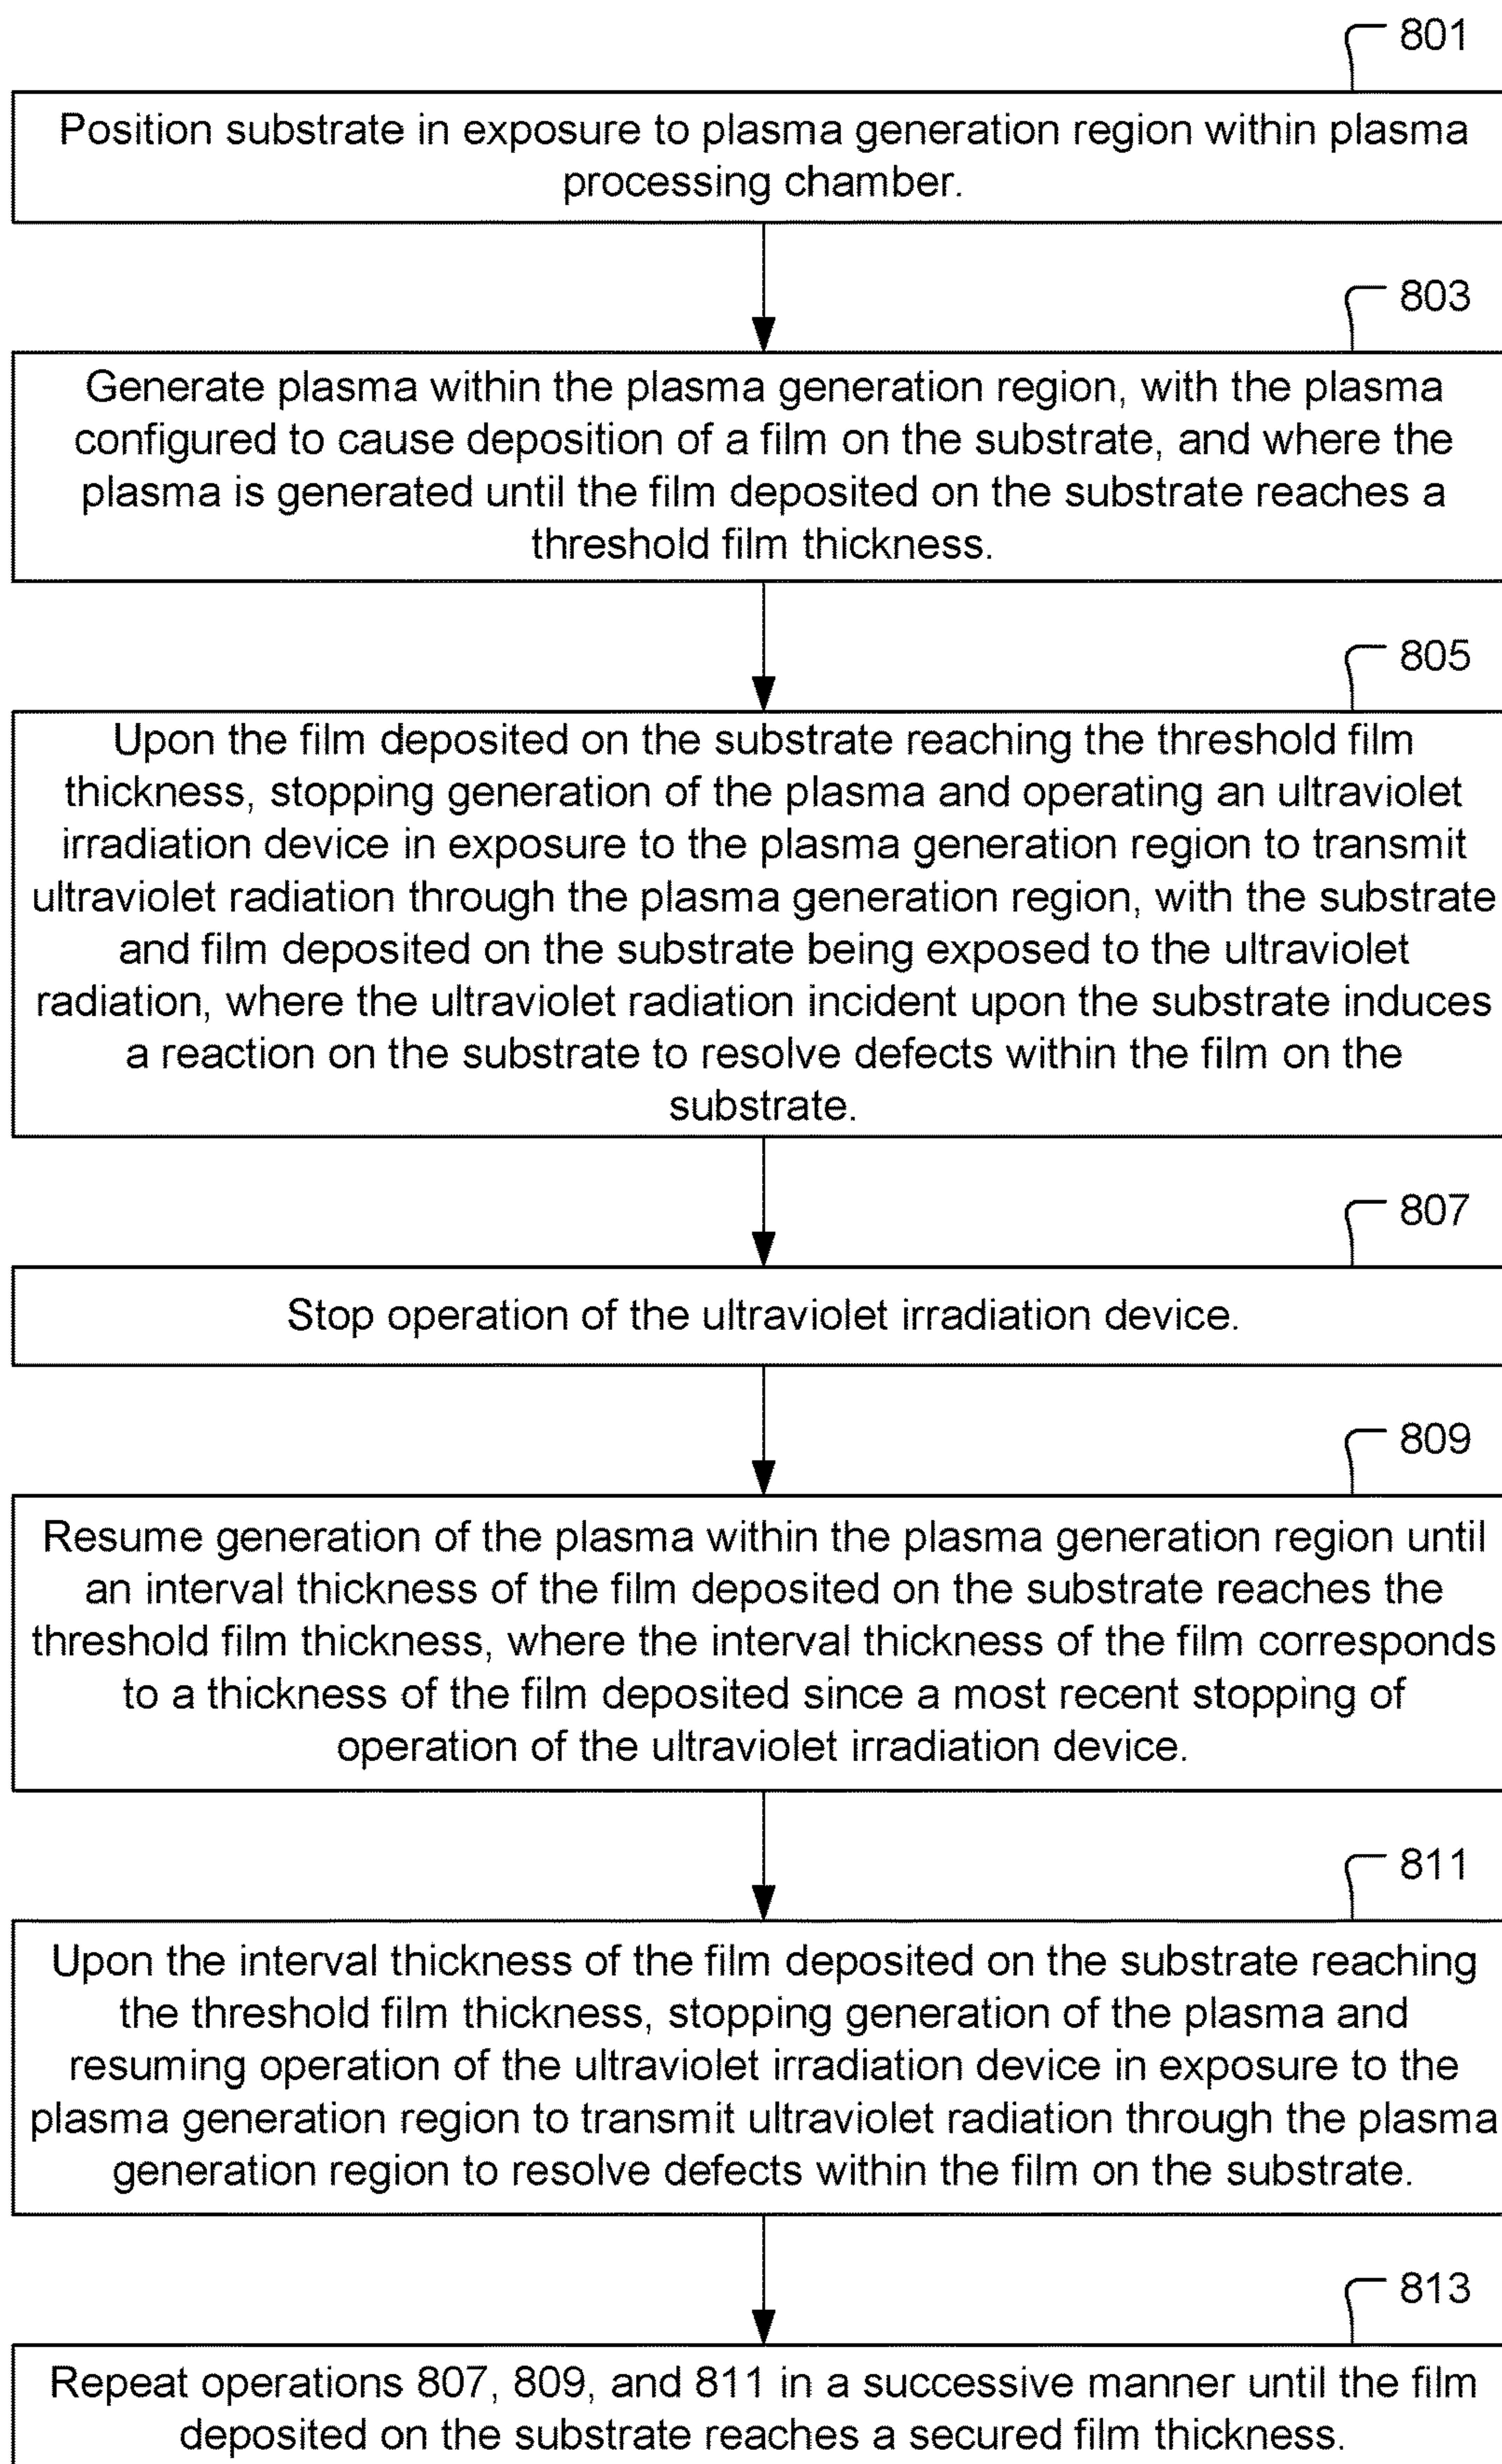 801
Position substrate in exposure to plasma generation region within plasma
processing chamber.
803
Generate plasma within the plasma generation region, with the plasma
configured to cause deposition of a film on the substrate, and where the
plasma is generated until the film deposited on the substrate reaches a
threshold film thickness.
805
Upon the film deposited on the substrate reaching the threshold film
thickness, stopping generation of the plasma and operating an ultraviolet
irradiation device in exposure to the plasma generation region to transmit
ultraviolet radiation through the plasma generation region, with the substrate
and film deposited on the substrate being exposed to the ultraviolet
radiation, where the ultraviolet radiation incident upon the substrate induces
a reaction on the substrate to resolve defects within the film on the
substrate.
807
Stop operation of the ultraviolet irradiation device.
809
Resume generation of the plasma within the plasma generation region until
an interval thickness of the film deposited on the substrate reaches the
threshold film thickness, where the interval thickness of the film corresponds
to a thickness of the film deposited since a most recent stopping of
operation of the ultraviolet irradiation device.
811
Upon the interval thickness of the film deposited on the substrate reaching
the threshold film thickness, stopping generation of the plasma and
resuming operation of the ultraviolet irradiation device in exposure to the
plasma generation region to transmit ultraviolet radiation through the plasma
generation region to resolve defects within the film on the substrate.
813
Repeat operations 807, 809, and 811 in a successive manner until the film
deposited on the substrate reaches a secured film thickness.